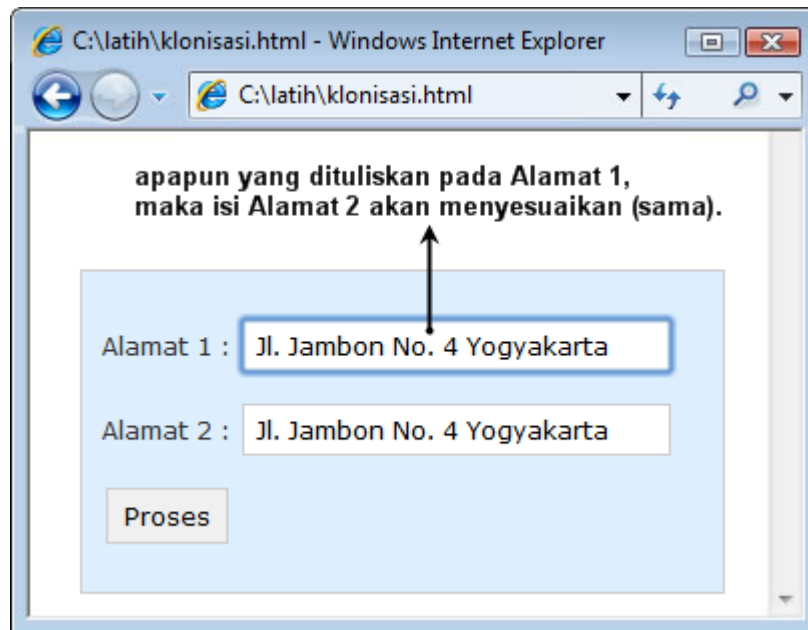 C:\latih\klonisasi.html - Windows Internet Explorer
C:\latih\klonisasi.html
apapun yang dituliskan pada Alamat 1,
maka isi Alamat 2 akan menyesuaikan (sama).
Alamat 1 : Jl. Jambon No. 4 Yogyakarta
Alamat 2 : Jl. Jambon No. 4 Yogyakarta
Proses